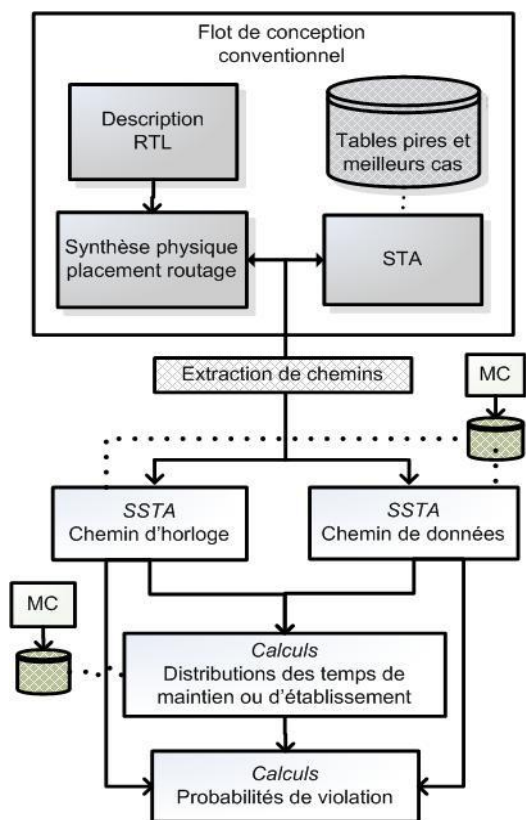 Flot de conception
conventionnel
Description
RTL
Tables pires et
meilleurs cas
Synthèse physique
placement routage
STA
Extraction de chemins
MC
SSTA
Chemin d'horloge
SSTA
Chemin de données
MC
Calculs
Distributions des temps de
maintien ou d'établissement
Calculs
Probabilités de violation